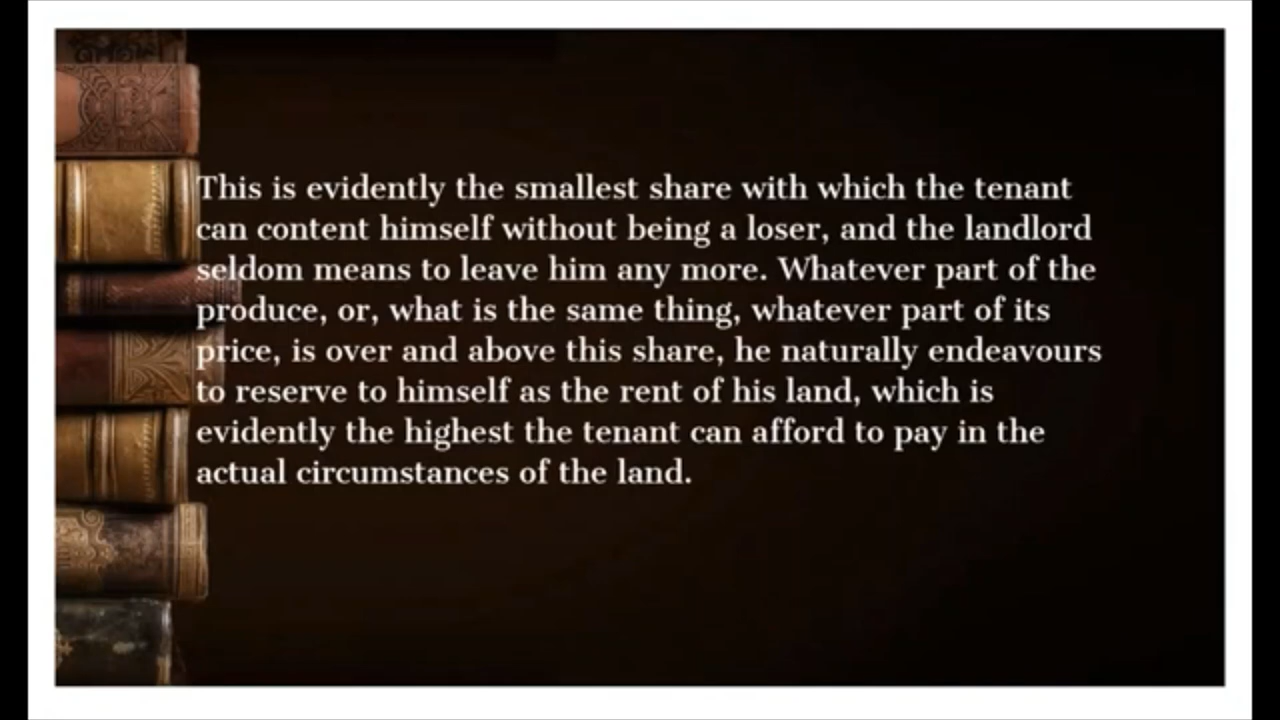 This is evidently the smallest share with which the tenant
can content himself without being a loser, and the landlord
seldom means to leave him any more. Whatever part of the
produce, or, what is the same thing, whatever part of its
price, is over and above this share, he naturally endeavours
to reserve to himself as the rent of his land, which is
evidently the highest the tenant can afford to pay in the
actual circumstances of the land.